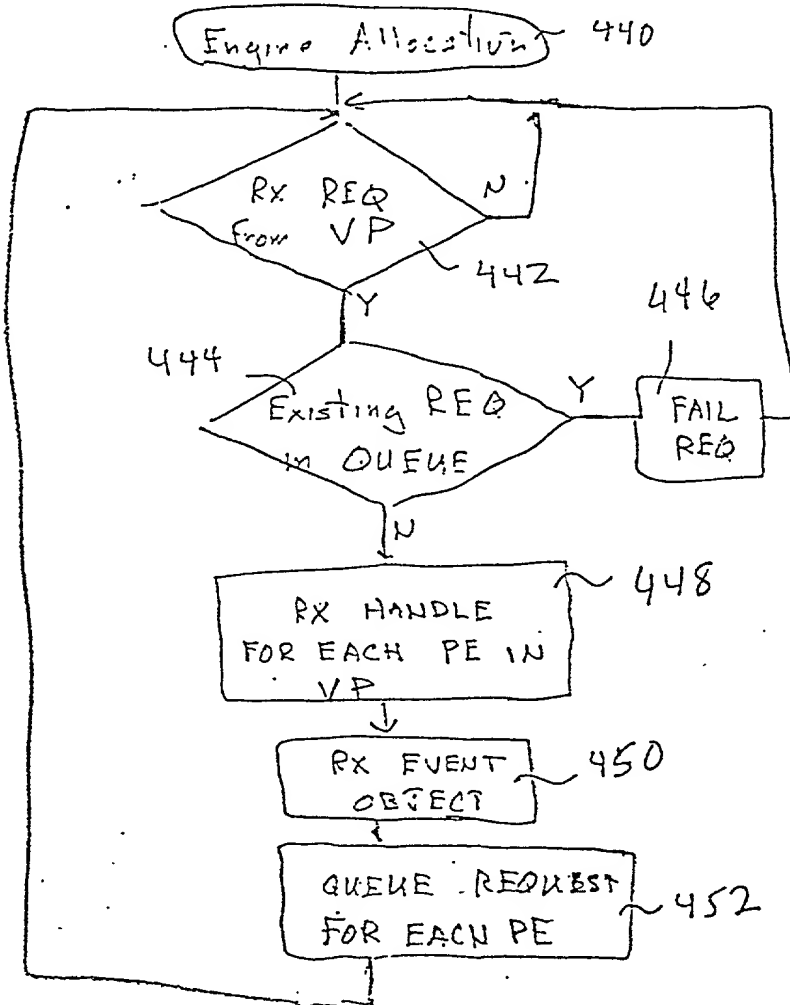 Engine Allocation
440
Rx REQ
from VP
N
442
Y
446
444
Existing REQ
in QUEUE
Y
FAIL
REQ
N
448
RX HANDLE
FOR EACH PE IN
VP
RX EVENT
OBJECT
450
QUEUE REQUEST
FOR EACH PE
452